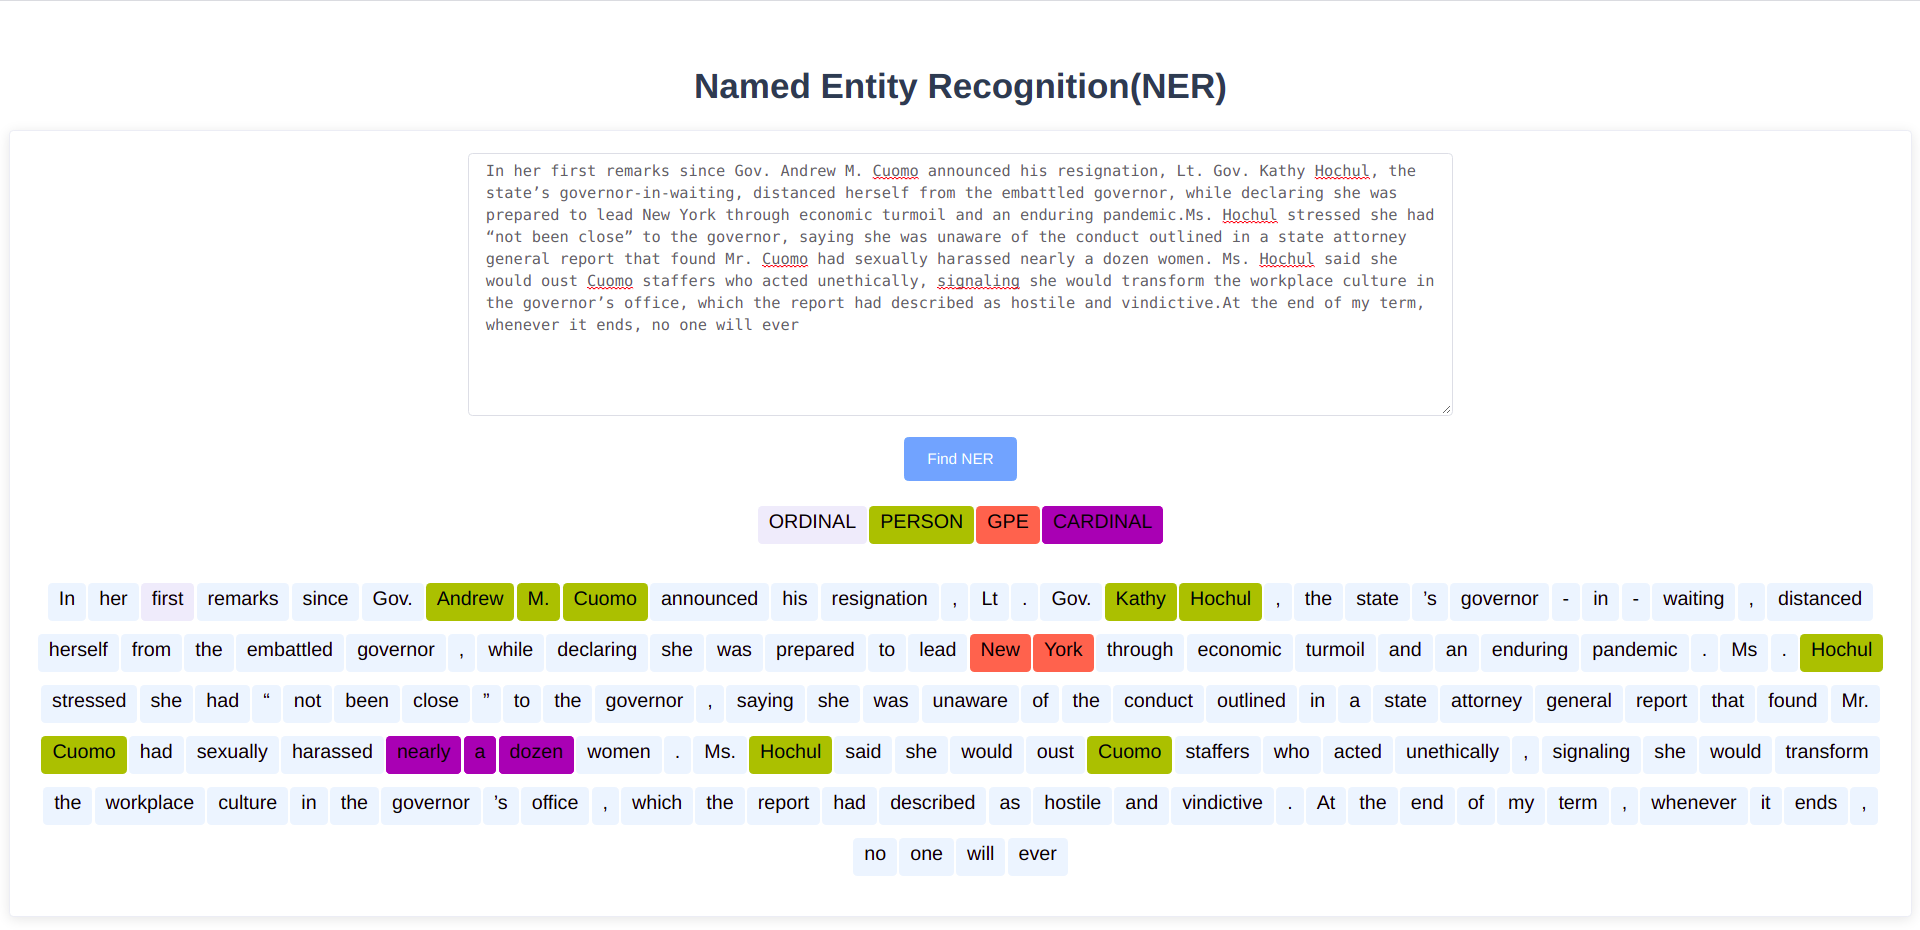 Named Entity Recognition(NER)
In her first remarks since Gov. Andrew M. Cuomo announced his resignation, Lt. Gov. Kathy Hochul, the
state’s governor-in-waiting, distanced herself from the embattled governor, while declaring she was
prepared to lead New York through economic turmoil and an enduring pandemic.Ms. Hochul stressed she had
“not been close” to the governor, saying she was unaware of the conduct outlined in a state attorney
general report that found Mr. Cuomo had sexually harassed nearly a dozen women. Ms. Hochul said she
would oust Cuomo staffers who acted unethically, signaling she would transform the workplace culture in
the governor’s office, which the report had described as hostile and vindictive.At the end of my term,
whenever it ends, no one will ever
Find NER
ORDINAL PERSON GPE CARDINAL
In her first remarks since Gov. Andrew M. Cuomo announced his resignation , Lt . Gov. Kathy Hochul , the state ’s governor - in - waiting , distanced
herself from the embattled governor , while declaring she was prepared to lead New York through economic turmoil and an enduring pandemic . Ms . Hochul
stressed she had “ not been close ” to the governor , saying she was unaware of the conduct outlined in a state attorney general report that found Mr.
Cuomo had sexually harassed nearly a dozen women . Ms. Hochul said she would oust Cuomo staffers who acted unethically , signaling she would transform
the workplace culture in the governor ’s office , which the report had described as hostile and vindictive . At the end of my term , whenever it ends ,
no one will ever